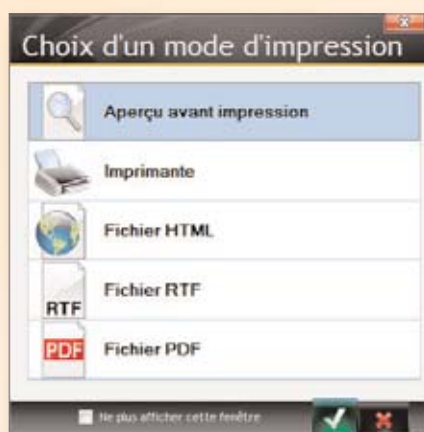 Choix d'un mode d'impression
Aperçu avant impression
Imprimante
Fichier HTML
RTF
Fichier RTF
PDF
Fichier PDF
Ne plus afficher cette fenêtre